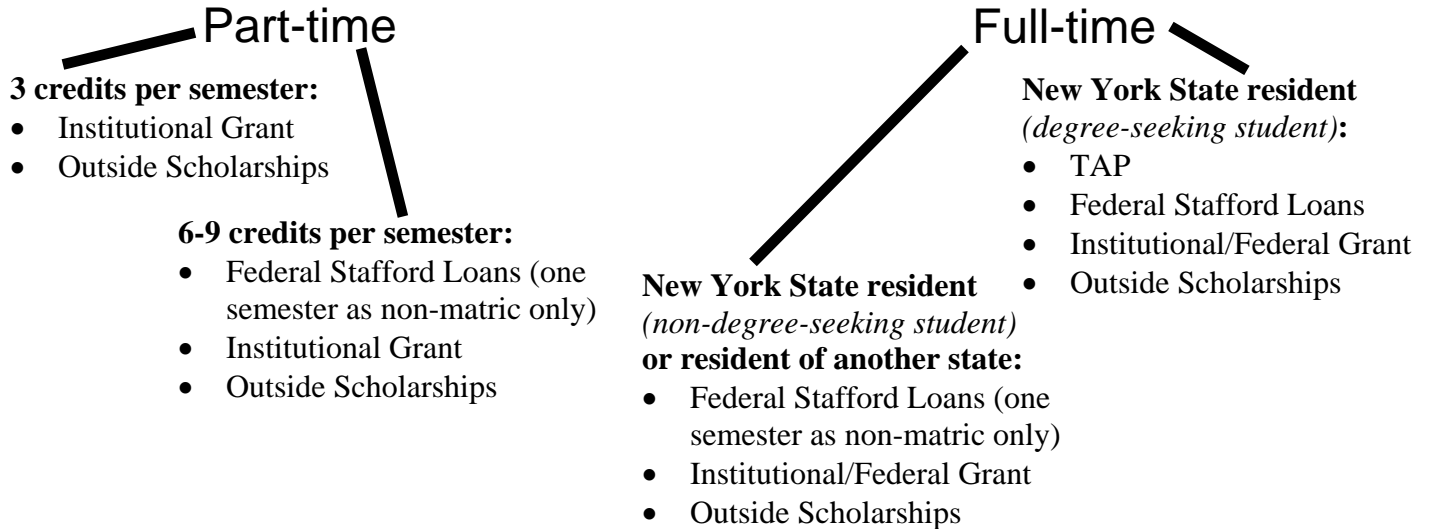 Part-time
3 credits per semester:
• Institutional Grant
• Outside Scholarships
6-9 credits per semester:
• Federal Stafford Loans (one
semester as non-matric only)
• Institutional Grant
• Outside Scholarships
Full-time
New York State resident
(non-degree-seeking student)
or resident of another state:
• Federal Stafford Loans (one
semester as non-matric only)
• Institutional/Federal Grant
• Outside Scholarships
New York State resident
(degree-seeking student):
• TAP
• Federal Stafford Loans
• Institutional/Federal Grant
• Outside Scholarships